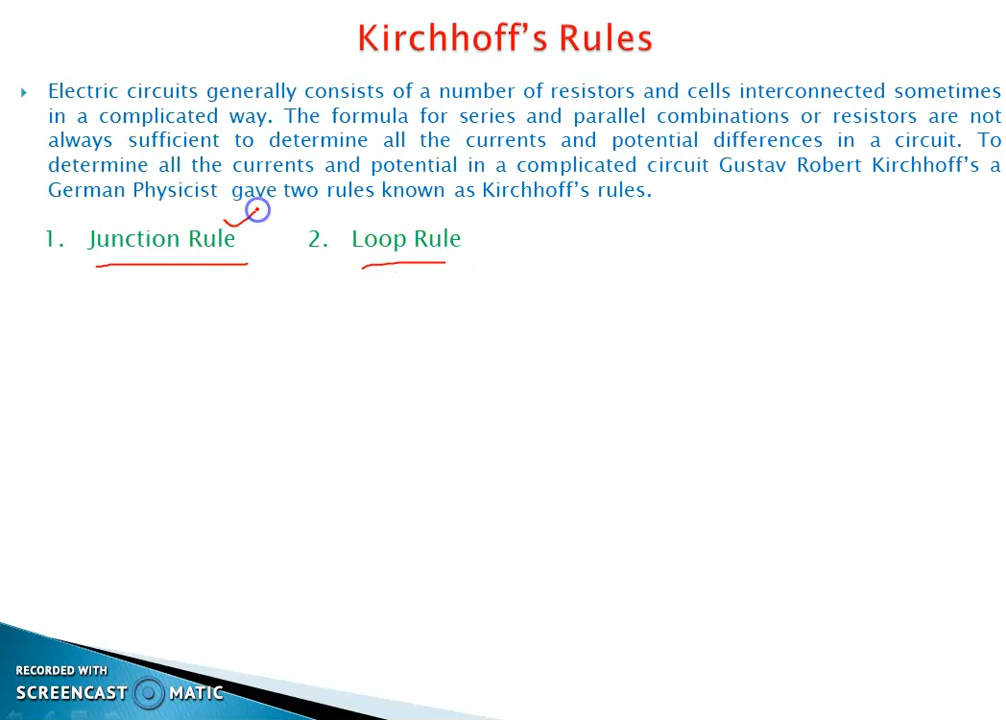 Kirchhoff's Rules
Electric circuits generally consists of a number of resistors and cells interconnected sometimes
in a complicated way. The formula for series and parallel combinations or resistors are not
always sufficient to determine all the currents and potential differences in a circuit. To
determine all the currents and potential in a complicated circuit Gustav Robert Kirchhoff's a
German Physicist gave two rules known as Kirchhoff's rules.
1. Junction Rule 2. Loop Rule
RECORDED WITH
SCREENCAST MATIC